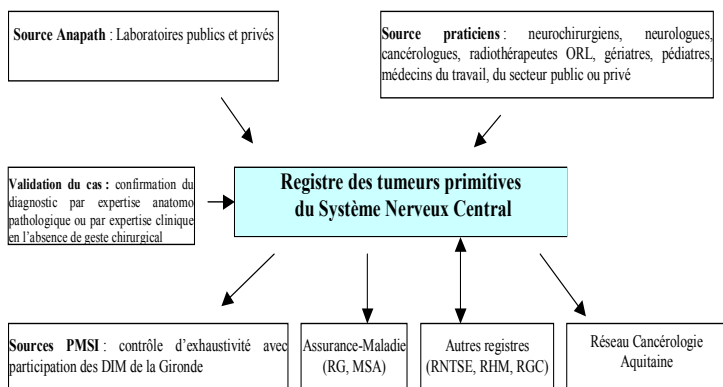 Source Anapath : Laboratoires publics et privés
Source praticiens : neurochirurgiens, neurologues,
cancérologues, radiothérapeutes ORL, gériatres, pédiatres,
médecins du travail, du secteur public ou privé
Validation du cas : confirmation du
diagnostic par expertise anatomo
pathologique ou par expertise clinique
en l'absence de geste chirurgical
Registre des tumeurs primitives
du Système Nerveux Central
Sources PMSI : contrôle d'exhaustivité avec
participation des DIM de la Gironde
Assurance-Maladie
(RG, MSA)
Autres registres
(RNTSE, RHM, RGC)
Réseau Cancérologie
Aquitaine